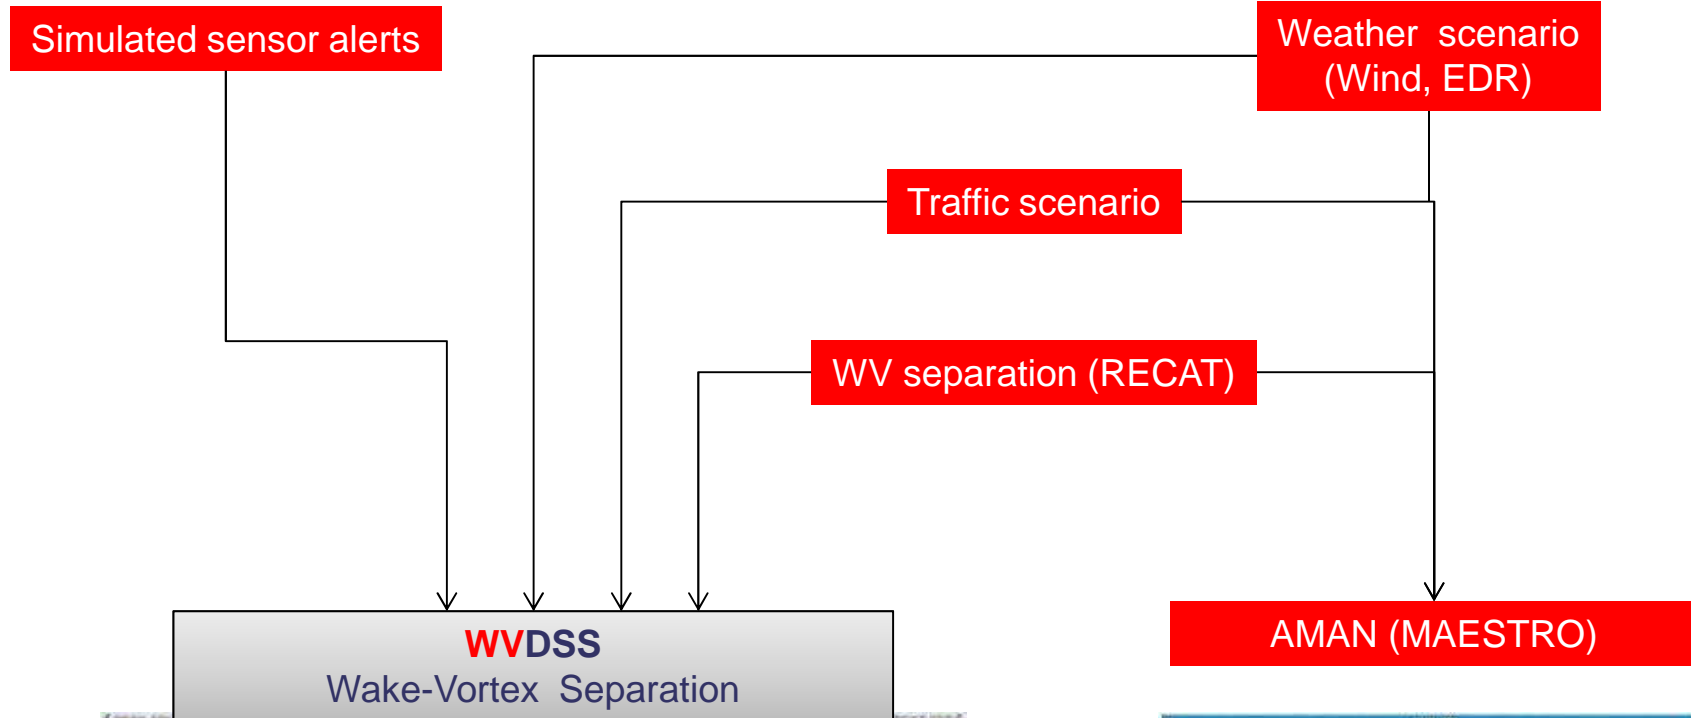 Simulated sensor alerts
Weather scenario
(Wind, EDR)
Traffic scenario
WV separation (RECAT)
WVDSS
Wake-Vortex Separation
AMAN (MAESTRO)